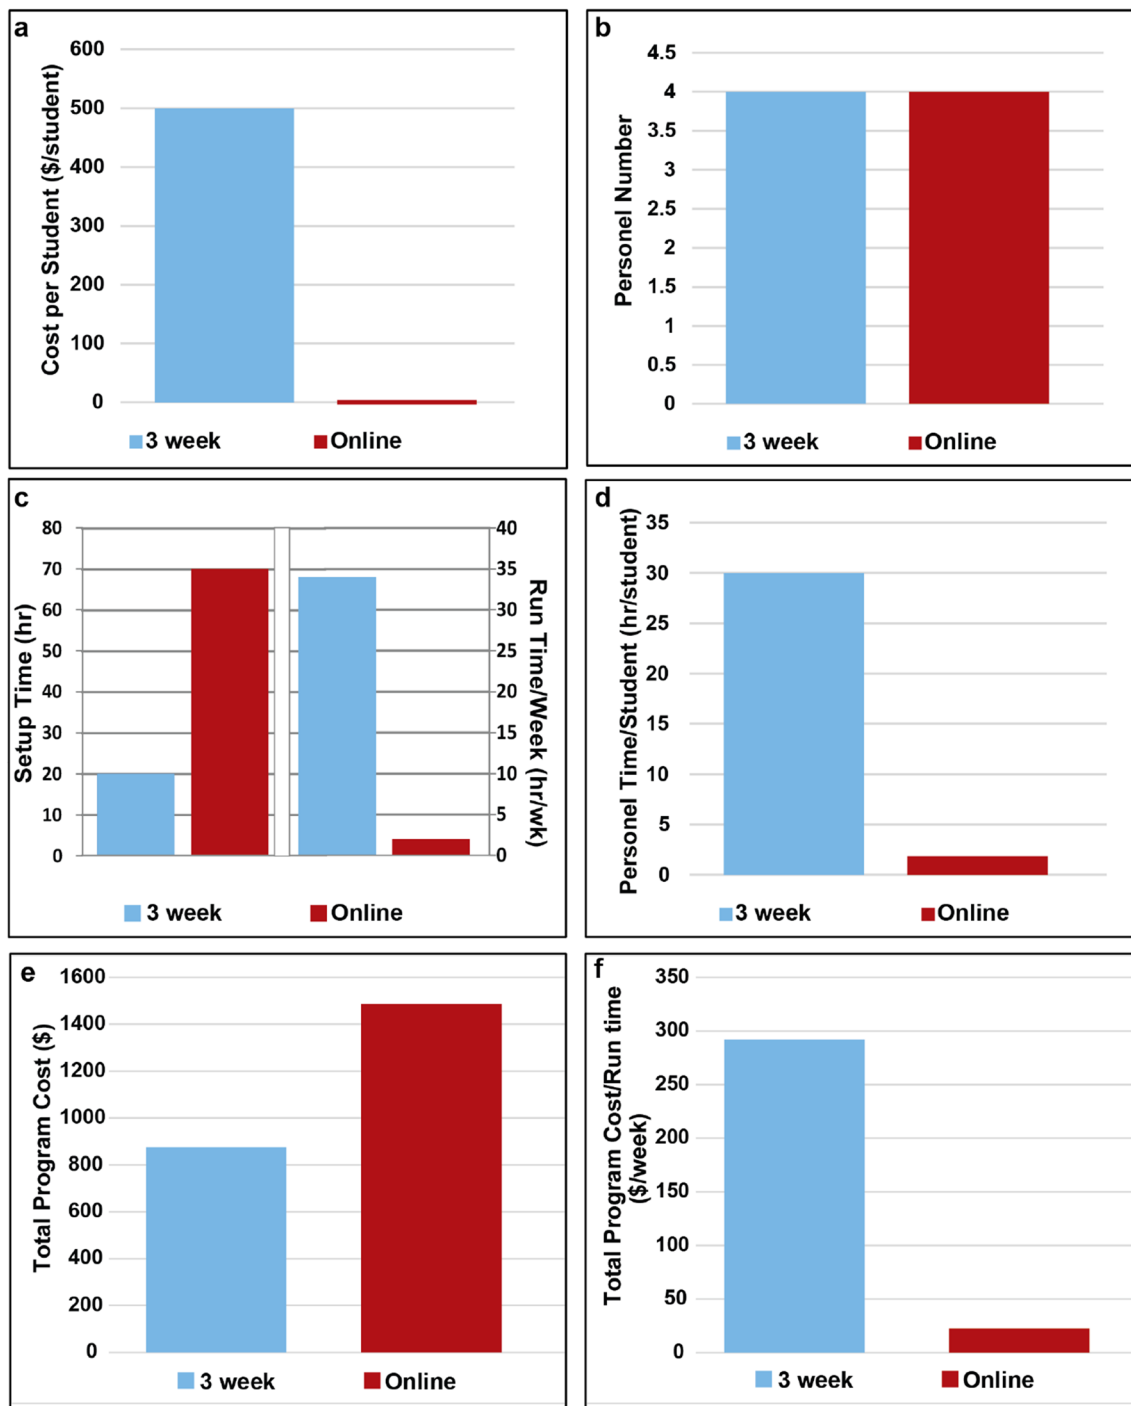 a
Cost per Student ($/student)
600
500
400
300
200
100
0
3 week
Online
b
Personel Number
4.5
4
3.5
3
2.5
2
1.5
1
0.5
0
3 week
Online
c
Setup Time (hr)
80
70
60
50
40
30
20
10
0
40
35
30
25
20
15
10
5
0
Run Time/Week (hr/wk)
3 week
Online
d
Personel Time/Student (hr/student)
35
30
25
20
15
10
5
0
3 week
Online
e
Total Program Cost ($)
1600
1400
1200
1000
800
600
400
200
0
3 week
Online
f
Total Program Cost/Run time
($/week)
350
300
250
200
150
100
50
0
3 week
Online